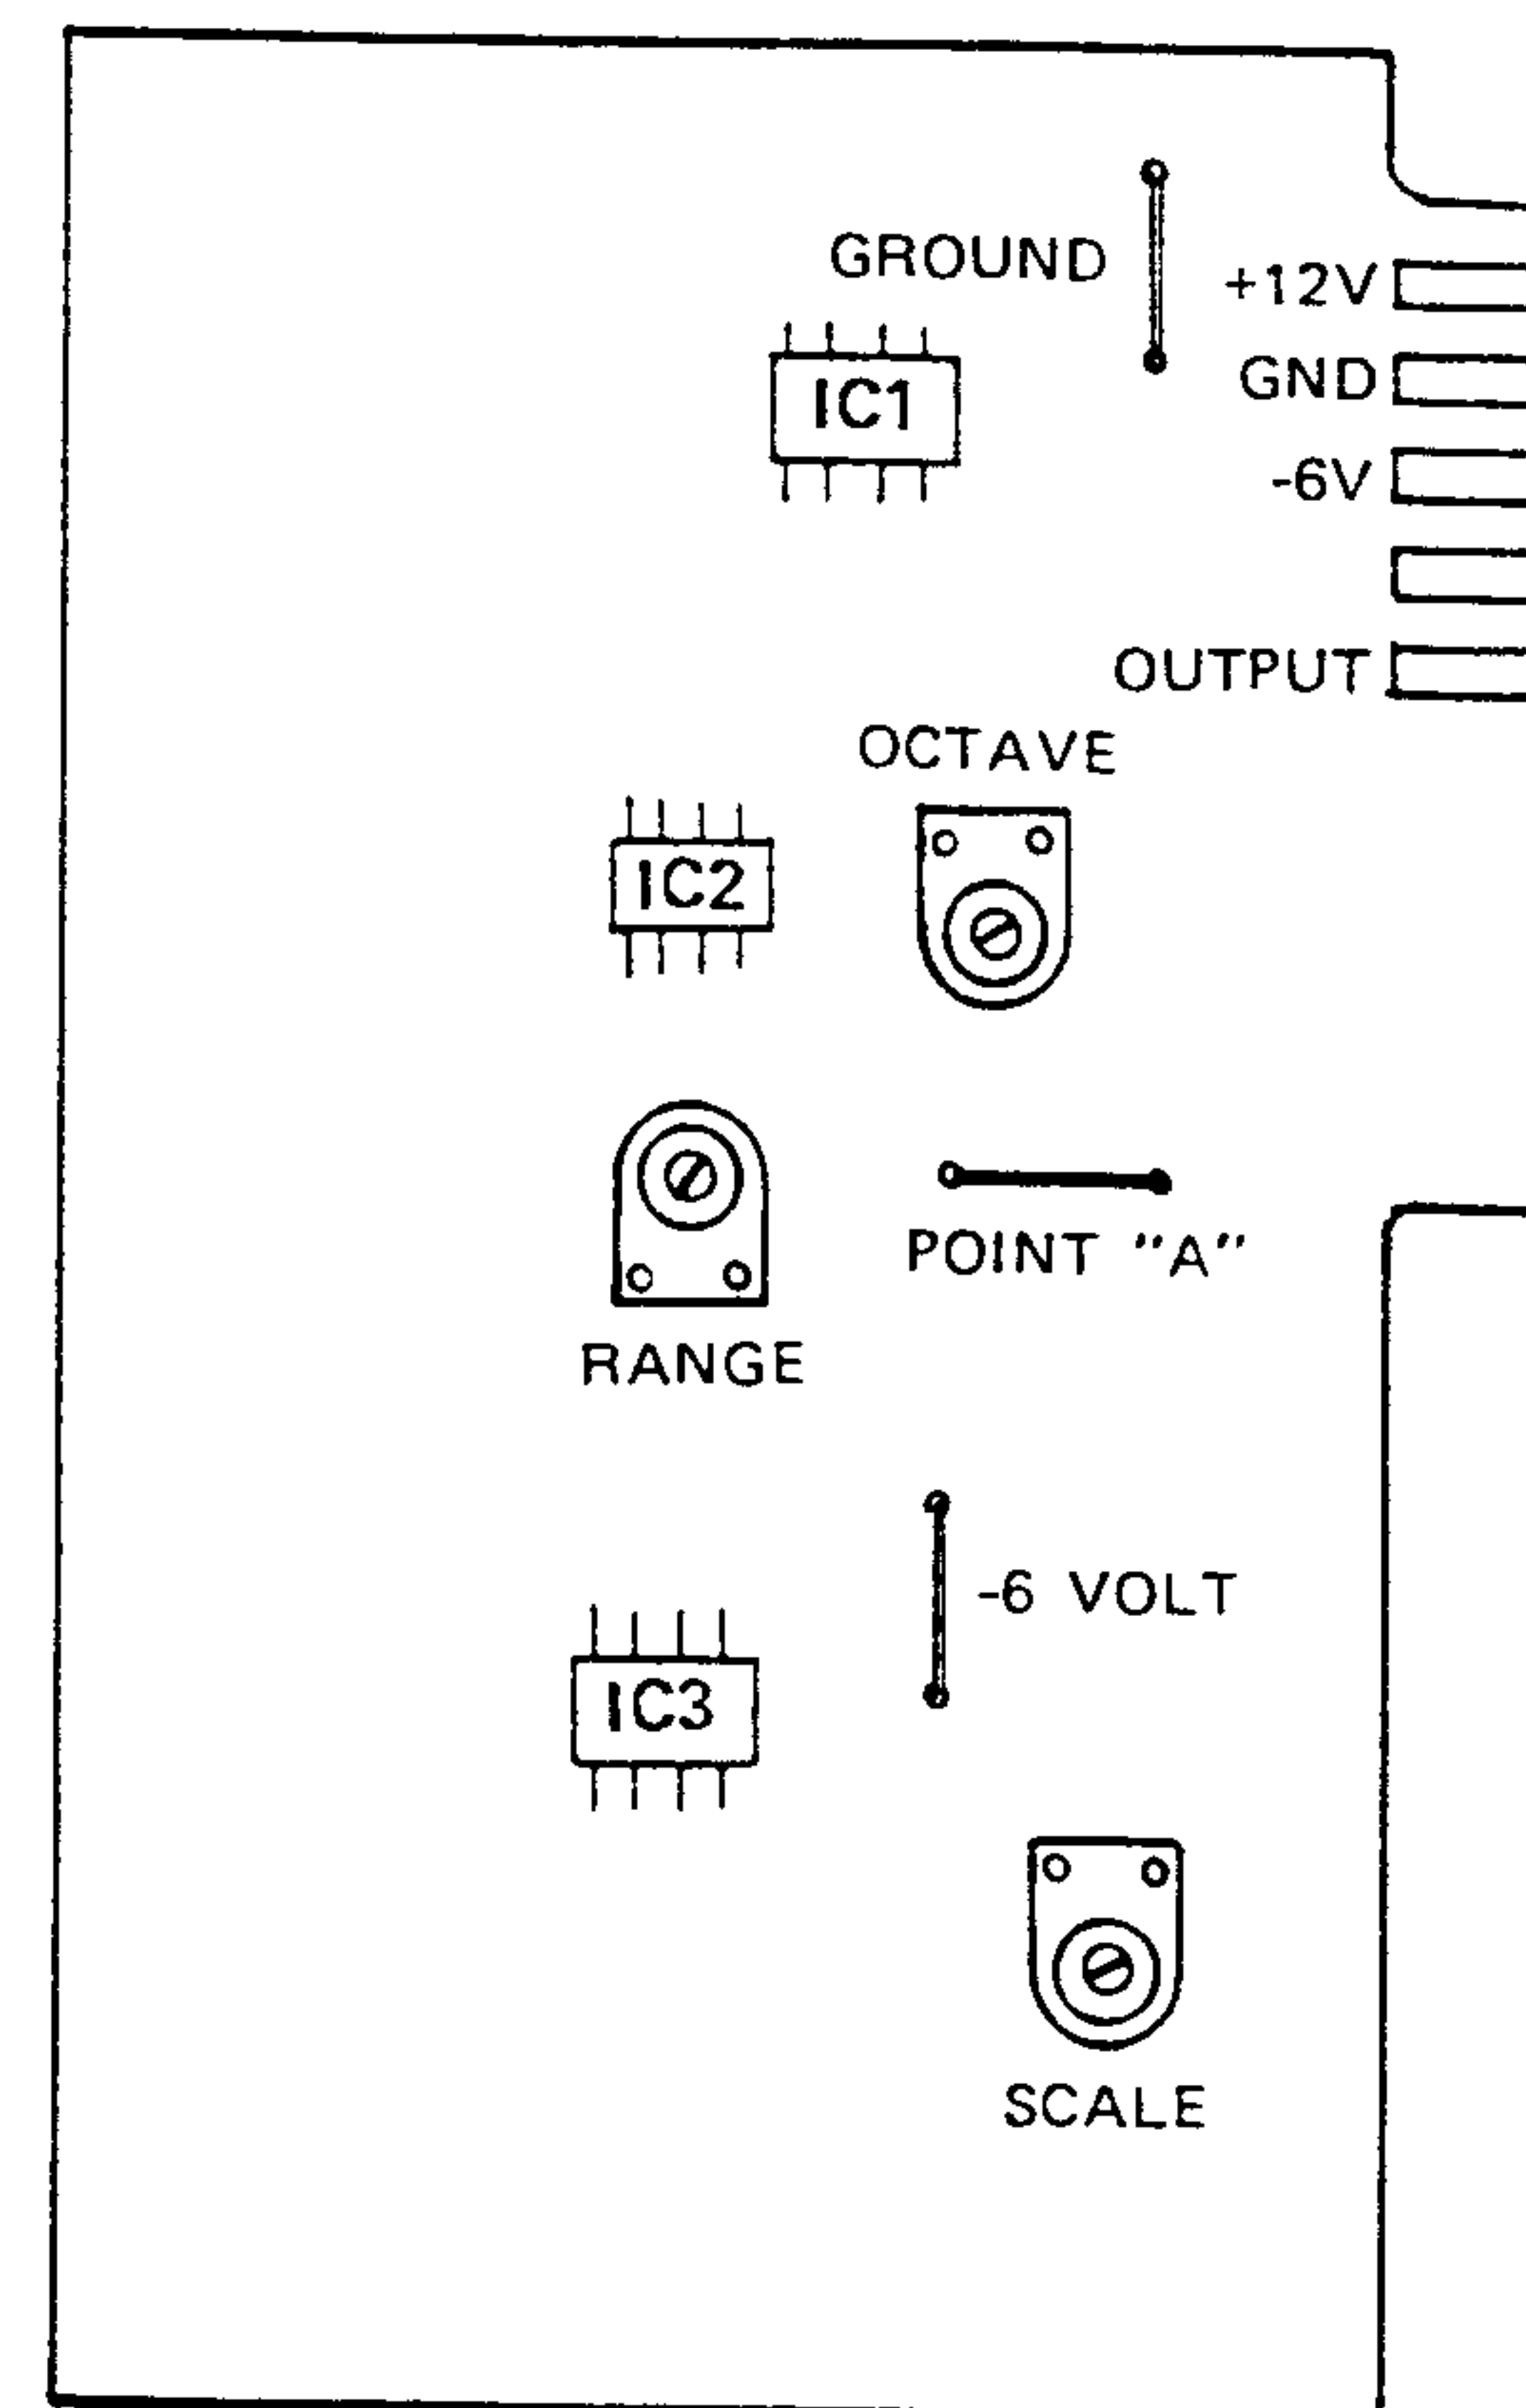 GROUND
+12V
GND
IC1
-6V
OUTPUT
OCTAVE
IC2
POINT "A"
RANGE
-6 VOLT
IC3
SCALE